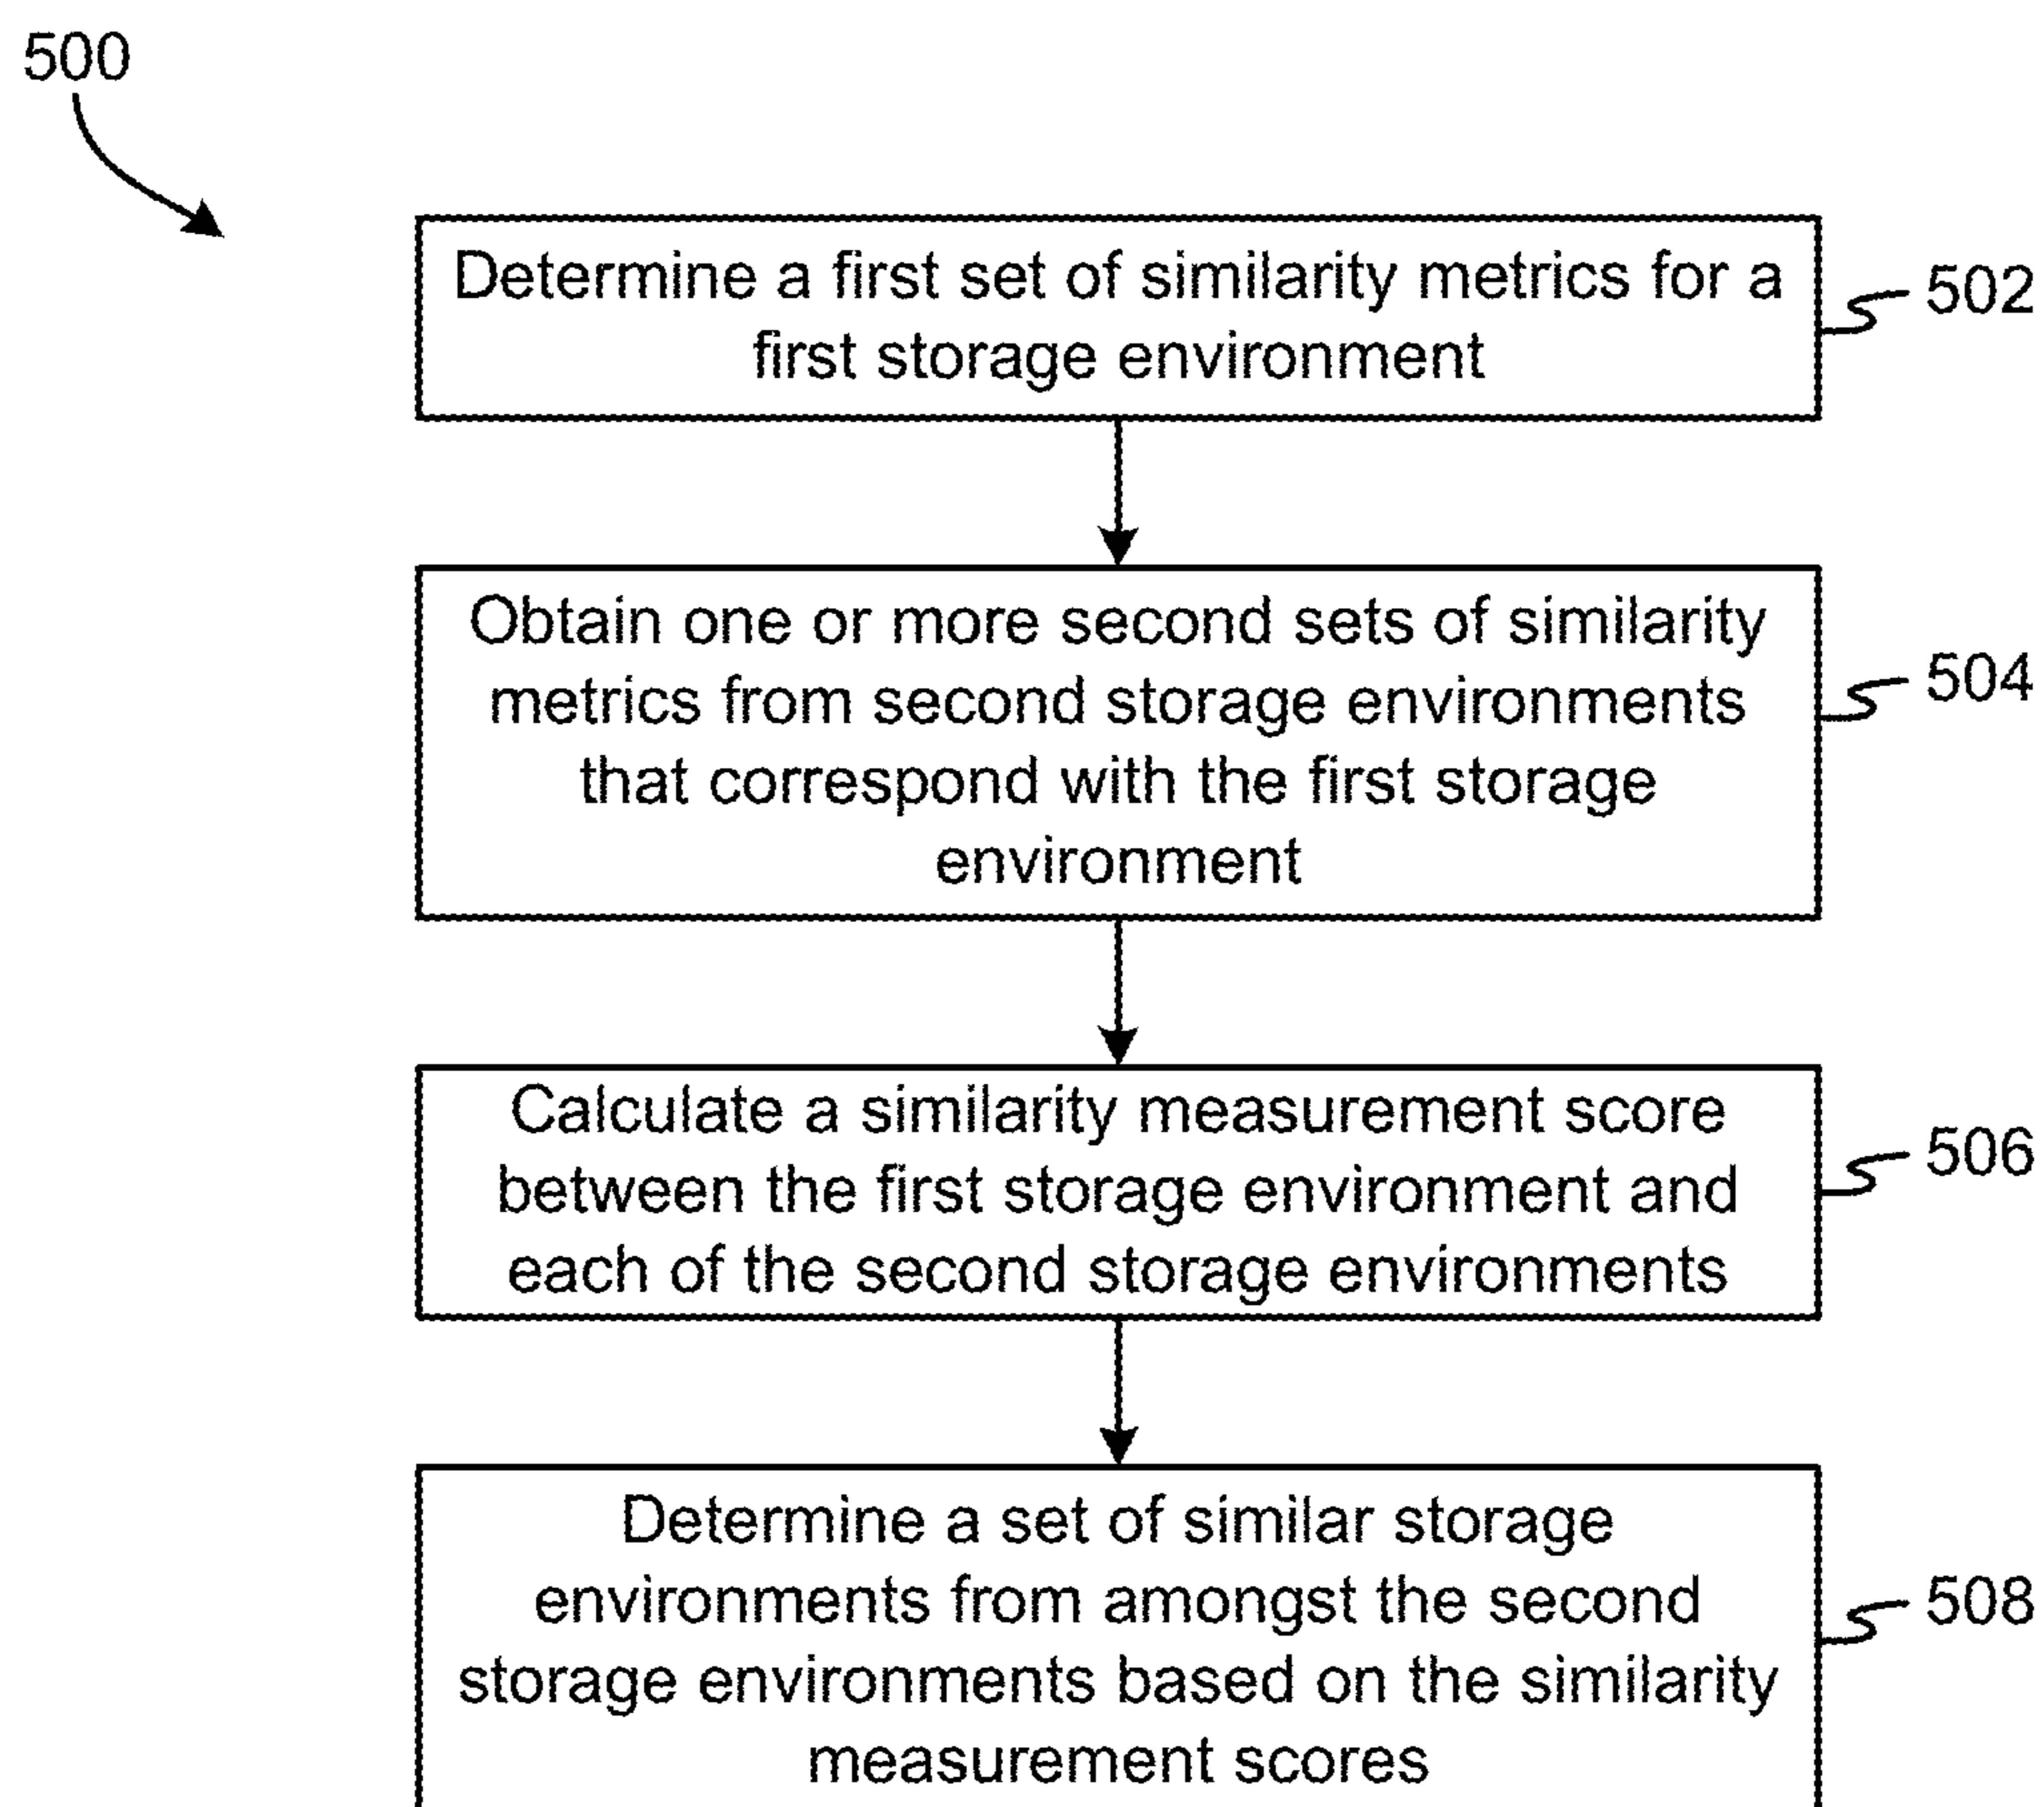 500
Determine a first set of similarity metrics for a
first storage environment
502
Obtain one or more second sets of similarity
metrics from second storage environments
that correspond with the first storage
environment
504
Calculate a similarity measurement score
between the first storage environment and
each of the second storage environments
506
Determine a set of similar storage
environments from amongst the second
storage environments based on the similarity
measurement scores
508